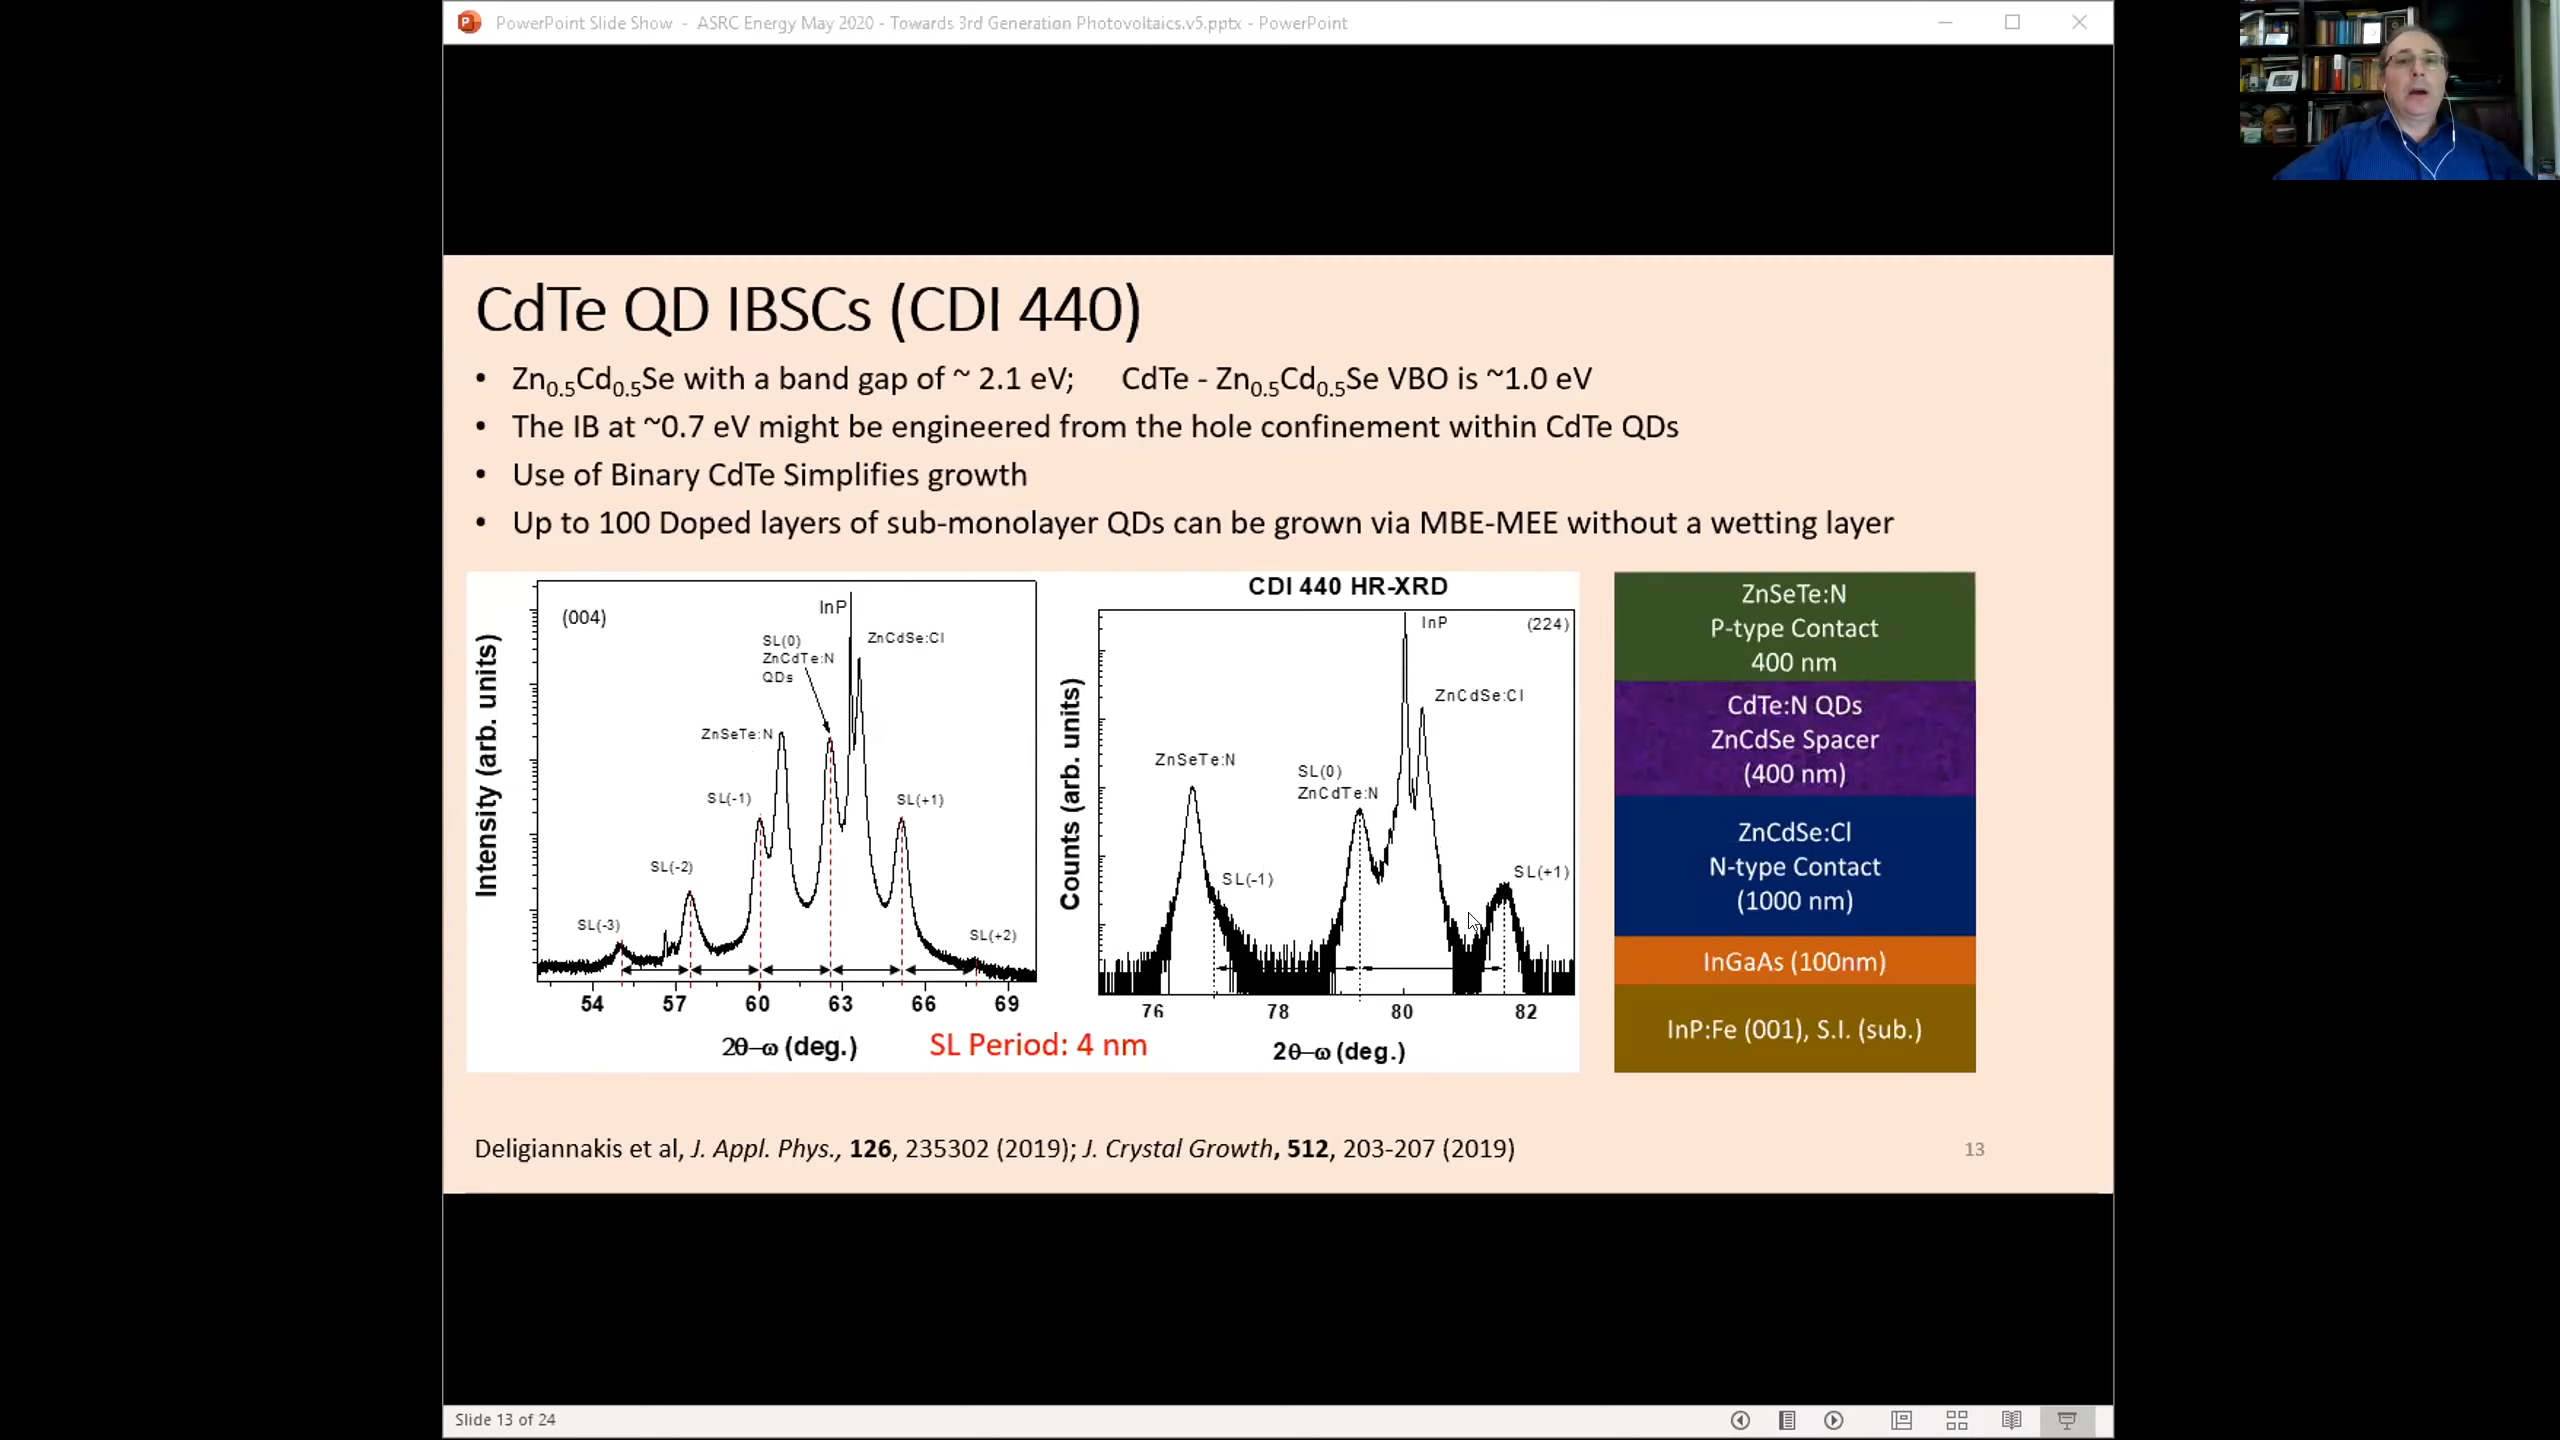 PowerPoint Slide Show - ASRC Energy May 2020 - Towards 3rd Generation Photovoltaics.v5.pptx - PowerPoint
CdTe QD IBSCs (CDI 440)
• Zn0.5Cd0.5Se with a band gap of ~ 2.1 eV; CdTe - Zn0.5Cd0.5Se VBO is ~1.0 eV
• The IB at ~0.7 eV might be engineered from the hole confinement within CdTe QDs
• Use of Binary CdTe Simplifies growth
• Up to 100 Doped layers of sub-monolayer QDs can be grown via MBE-MEE without a wetting layer
Intensity (arb. units)
(004)
InP
SL(0)
ZnCdTe:N
QDs
ZnCdSe:Cl
ZnSeTe:N
SL(-1)
SL(+1)
SL(-2)
SL(-3)
SL(+2)
54 57 60 63 66 69
2θ–ω (deg.)
SL Period: 4 nm
CDI 440 HR-XRD
Counts (arb. units)
InP
(224)
ZnCdSe:Cl
ZnSeTe:N
SL(0)
ZnCdTe:N
SL(-1)
SL(+1)
76 78 80 82
2θ–ω (deg.)
ZnSeTe:N
P-type Contact
400 nm
CdTe:N QDs
ZnCdSe Spacer
(400 nm)
ZnCdSe:Cl
N-type Contact
(1000 nm)
InGaAs (100nm)
InP:Fe (001), S.I. (sub.)
Deligiannakis et al, J. Appl. Phys., 126, 235302 (2019); J. Crystal Growth, 512, 203-207 (2019)
13
Slide 13 of 24